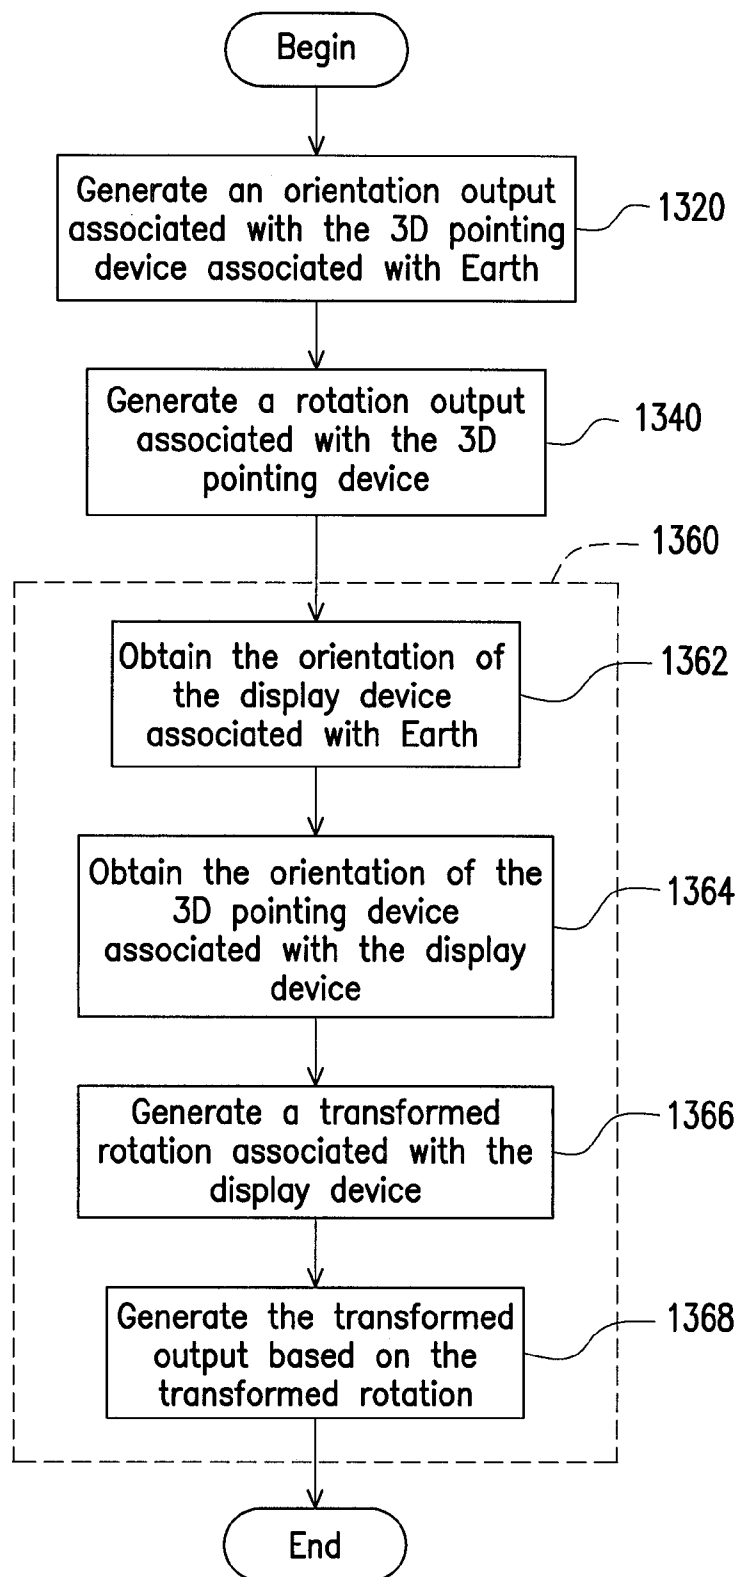 Begin
Generate an orientation output
associated with the 3D pointing
device associated with Earth
1320
Generate a rotation output
associated with the 3D
pointing device
1340
1360
Obtain the orientation of
the display device
associated with Earth
1362
Obtain the orientation of the
3D pointing device
associated with the display
device
1364
Generate a transformed
rotation associated with the
display device
1366
Generate the transformed
output based on the
transformed rotation
1368
End